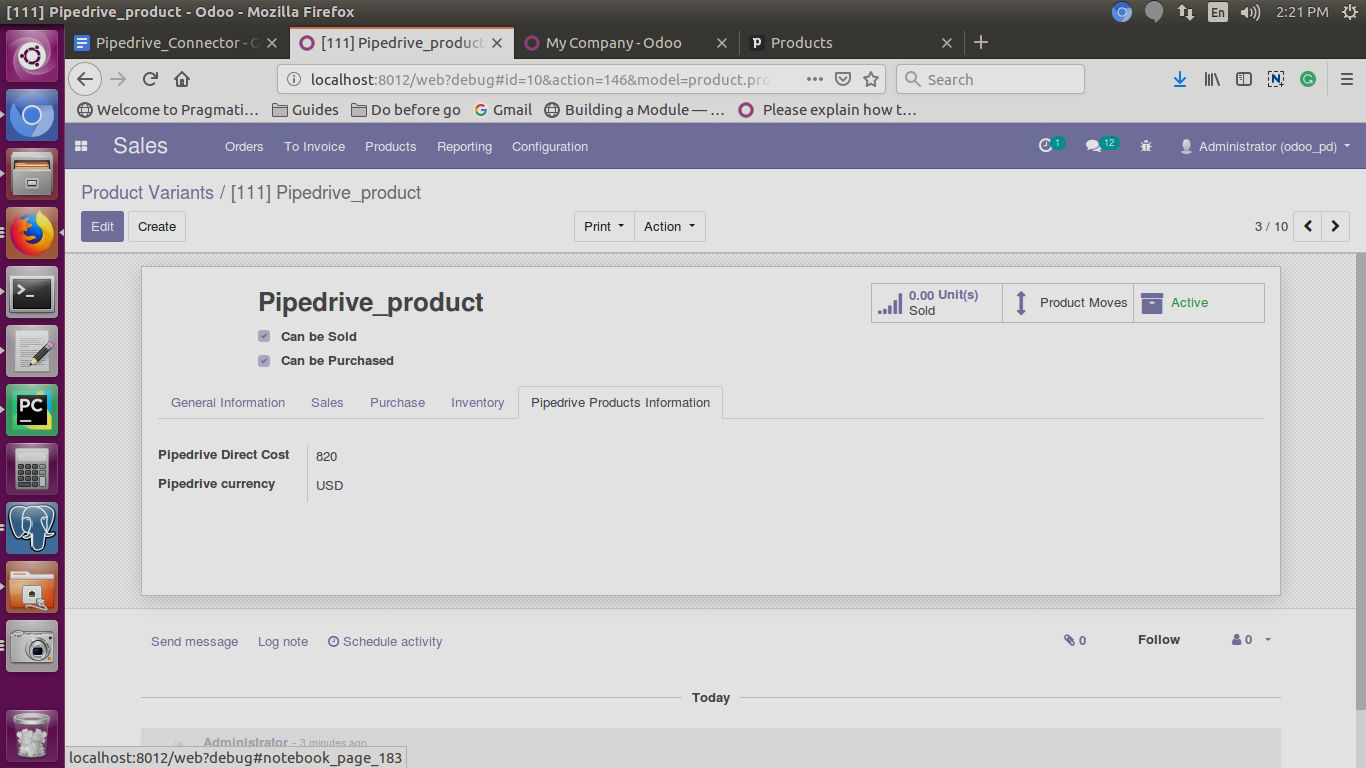 [111] Pipedrive_product - Odoo - Mozilla Firefox
En
2:21 PM
Pipedrive_Connector -
[111] Pipedrive_product
My Company - Odoo
Products
localhost:8012/web?debug#id=10&action=146&model=product.pro
Search
Welcome to Pragmati…
Guides
Do before go
Gmail
Building a Module — …
Please explain how t…
Sales
Orders
To Invoice
Products
Reporting
Configuration
1
12
Administrator (odoo_pd)
Product Variants / [111] Pipedrive_product
Edit
Create
Print
Action
3 / 10
Pipedrive_product
0.00 Unit(s)
Sold
Product Moves
Active
Can be Sold
Can be Purchased
General Information
Sales
Purchase
Inventory
Pipedrive Products Information
Pipedrive Direct Cost
820
Pipedrive currency
USD
Send message
Log note
Schedule activity
0
Follow
0
Today
Administrator - 3 minutes ago
localhost:8012/web?debug#notebook_page_183
PC